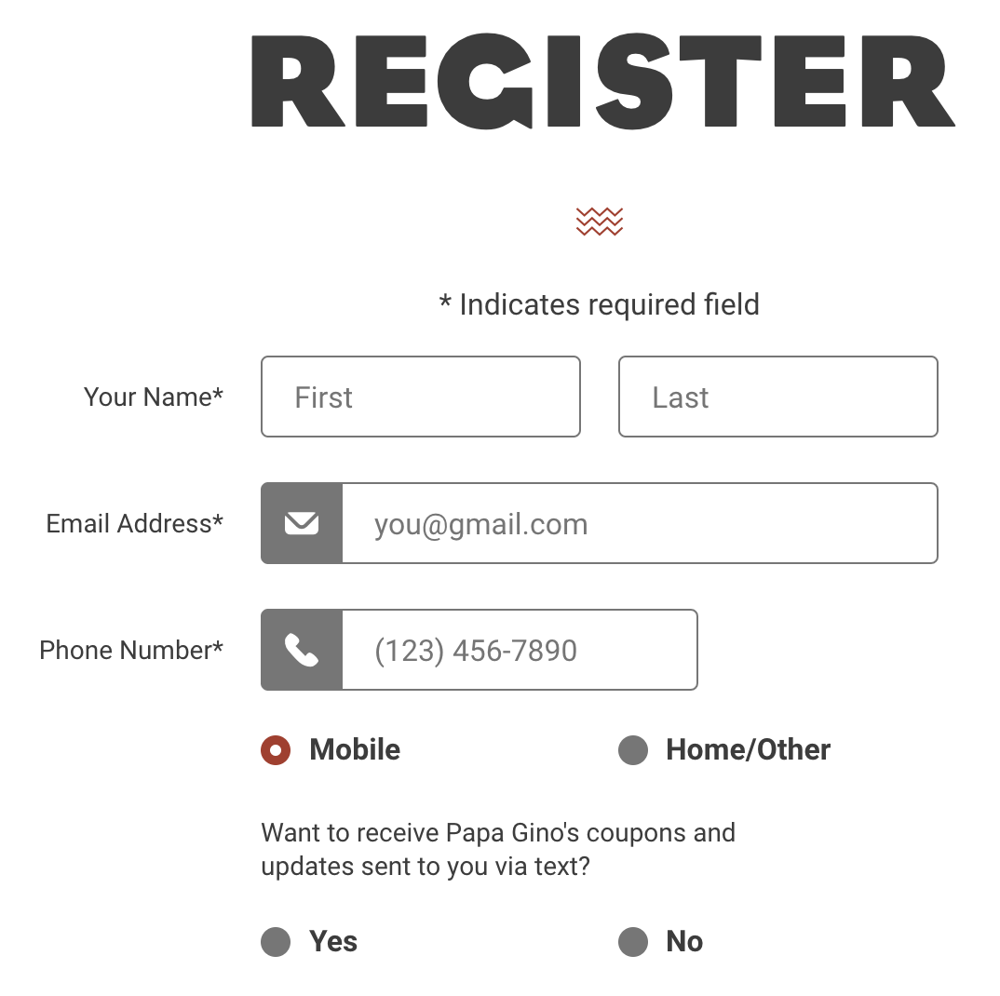 REGISTER
* Indicates required field
Your Name* First Last
Email Address* you@gmail.com
Phone Number* (123) 456-7890
Mobile Home/Other
Want to receive Papa Gino's coupons and
updates sent to you via text?
Yes No